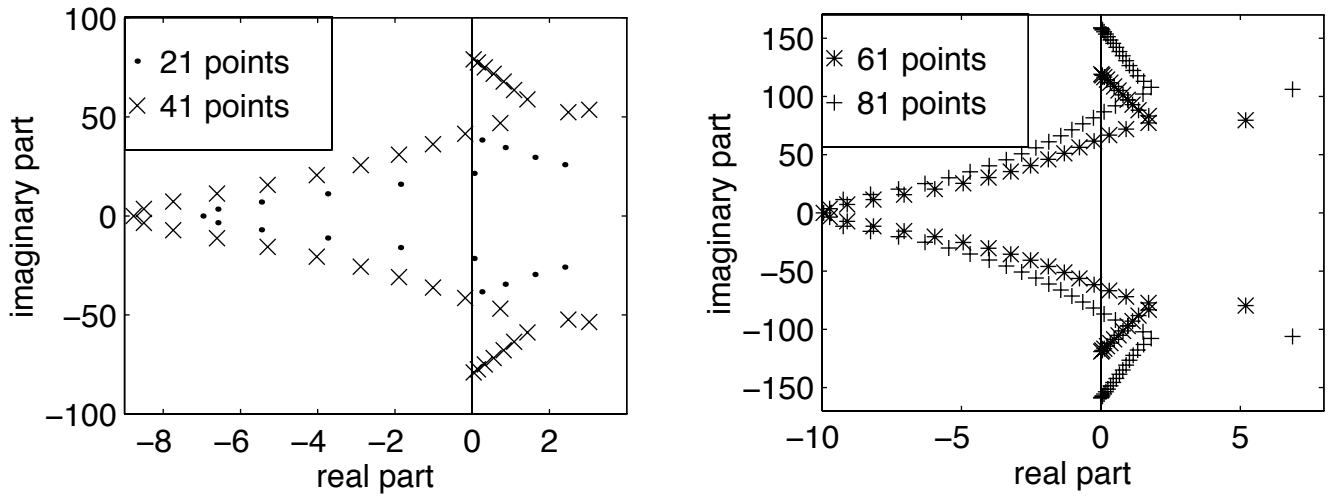 100
50
0
−50
−100
imaginary part
21 points
41 points
−8 −6 −4 −2 0 2
real part
150
100
50
0
−50
−100
−150
imaginary part
61 points
81 points
−10 −5 0 5
real part